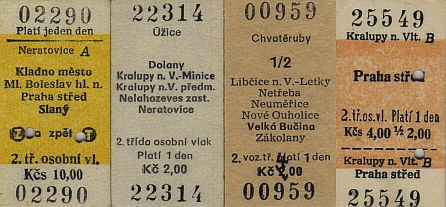 02290
Platí jeden den
Neratovice A
Kladno město
Ml. Boleslav hl. n.
Praha střed
Slaný
zpět
2. tř. osobní vl.
Kčs 10,00
02290
22314
Úžice
Dolany
Kralupy n. V.-Minice
Kralupy n.V. předm.
Nelahozeves zast.
Neratovice
2. třída osobní vlak
Platí 1 den
Kč 2,00
22314
00959
Chvatěruby
1/2
Libčice n. V.-Letky
Netřeba
Neuměřice
Nové Ouholice
Velká Bučina
Zákolany
2. voz. tř. Platí 1 den
Kč 2,00
00959
25549
Kralupy n. Vlt. B
Praha střed
2. tř. os. vl. Platí 1 den
Kčs 4,00 ½ 2,00
Kralupy n. Vlt. B
Praha střed
25549